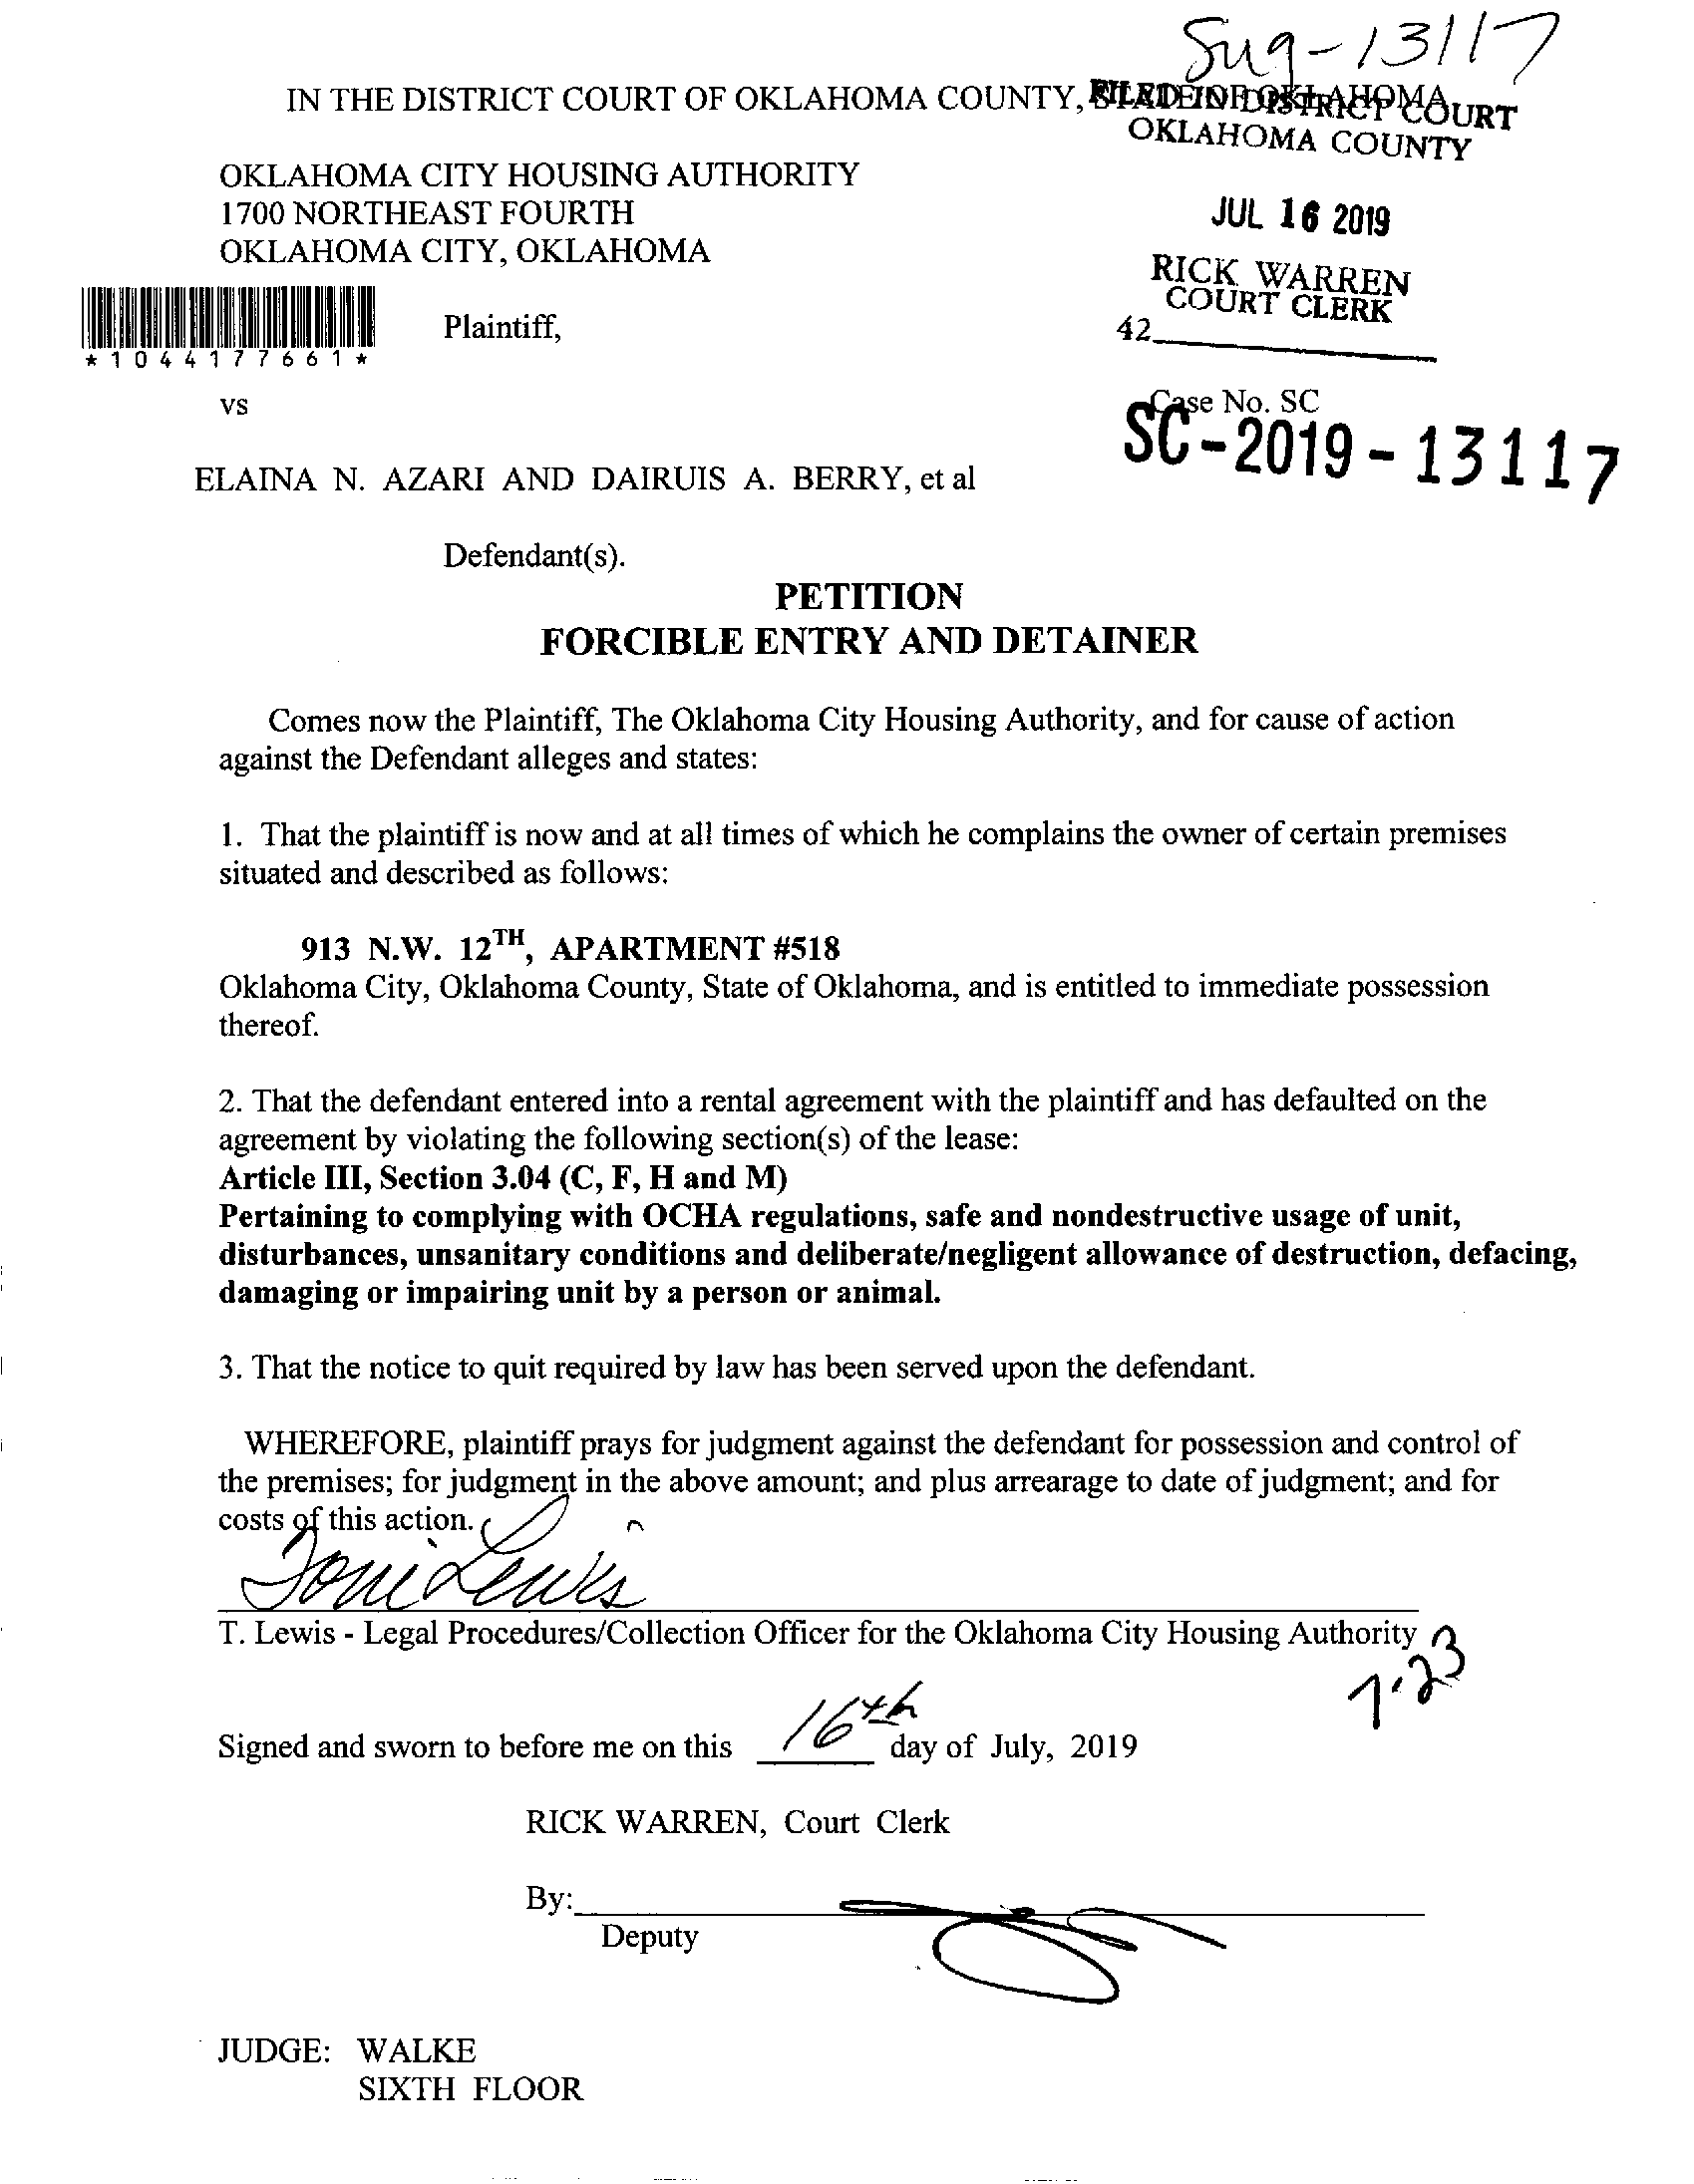 IN THE DISTRICT COURT OF OKLAHOMA COUNTY, STATE OF OKLAHOMA
FILED IN DISTRICT COURT
OKLAHOMA COUNTY
OKLAHOMA CITY HOUSING AUTHORITY
1700 NORTHEAST FOURTH
OKLAHOMA CITY, OKLAHOMA
JUL 16 2019
RICK WARREN
COURT CLERK
42
*1044177661*
Plaintiff,
vs
Case No. SC
SC-2019-13117
ELAINA N. AZARI AND DAIRUIS A. BERRY, et al
Defendant(s).
PETITION
FORCIBLE ENTRY AND DETAINER
Comes now the Plaintiff, The Oklahoma City Housing Authority, and for cause of action
against the Defendant alleges and states:
1. That the plaintiff is now and at all times of which he complains the owner of certain premises
situated and described as follows:
913 N.W. 12TH, APARTMENT #518
Oklahoma City, Oklahoma County, State of Oklahoma, and is entitled to immediate possession
thereof.
2. That the defendant entered into a rental agreement with the plaintiff and has defaulted on the
agreement by violating the following section(s) of the lease:
Article III, Section 3.04 (C, F, H and M)
Pertaining to complying with OCHA regulations, safe and nondestructive usage of unit,
disturbances, unsanitary conditions and deliberate/negligent allowance of destruction, defacing,
damaging or impairing unit by a person or animal.
3. That the notice to quit required by law has been served upon the defendant.
WHEREFORE, plaintiff prays for judgment against the defendant for possession and control of
the premises; for judgment in the above amount; and plus arrearage to date of judgment; and for
costs of this action.
Toni Lewis
T. Lewis - Legal Procedures/Collection Officer for the Oklahoma City Housing Authority
7.23
Signed and sworn to before me on this 16th day of July, 2019
RICK WARREN, Court Clerk
By:
Deputy
JUDGE: WALKE
SIXTH FLOOR